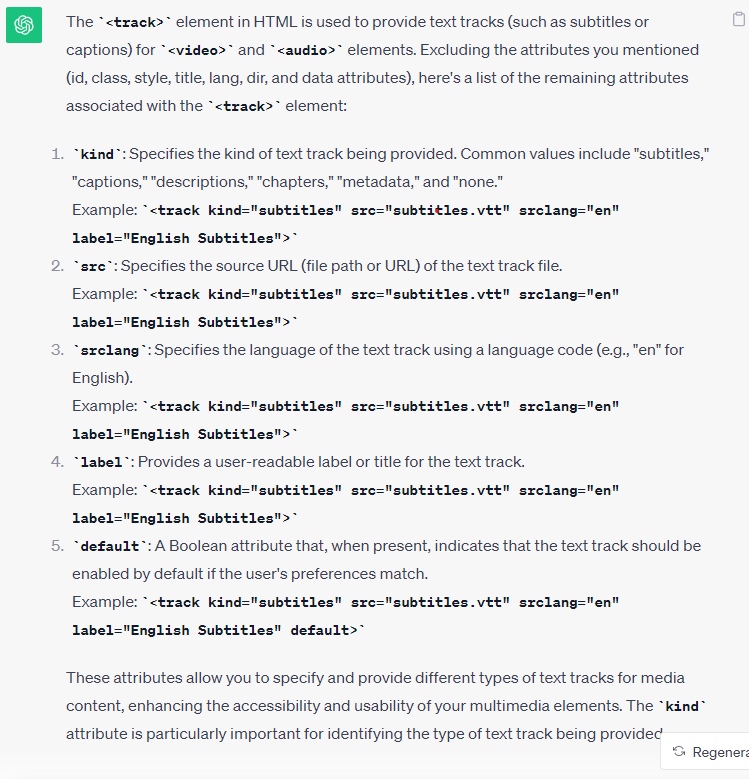 The `<track>` element in HTML is used to provide text tracks (such as subtitles or
captions) for `<video>` and `<audio>` elements. Excluding the attributes you mentioned
(id, class, style, title, lang, dir, and data attributes), here's a list of the remaining attributes
associated with the `<track>` element:
1. `kind`: Specifies the kind of text track being provided. Common values include "subtitles,"
"captions," "descriptions," "chapters," "metadata," and "none."
Example: `<track kind="subtitles" src="subtitles.vtt" srclang="en"
label="English Subtitles">`
2. `src`: Specifies the source URL (file path or URL) of the text track file.
Example: `<track kind="subtitles" src="subtitles.vtt" srclang="en"
label="English Subtitles">`
3. `srclang`: Specifies the language of the text track using a language code (e.g., "en" for
English).
Example: `<track kind="subtitles" src="subtitles.vtt" srclang="en"
label="English Subtitles">`
4. `label`: Provides a user-readable label or title for the text track.
Example: `<track kind="subtitles" src="subtitles.vtt" srclang="en"
label="English Subtitles">`
5. `default`: A Boolean attribute that, when present, indicates that the text track should be
enabled by default if the user's preferences match.
Example: `<track kind="subtitles" src="subtitles.vtt" srclang="en"
label="English Subtitles" default>`
These attributes allow you to specify and provide different types of text tracks for media
content, enhancing the accessibility and usability of your multimedia elements. The `kind`
attribute is particularly important for identifying the type of text track being provided
Regenera